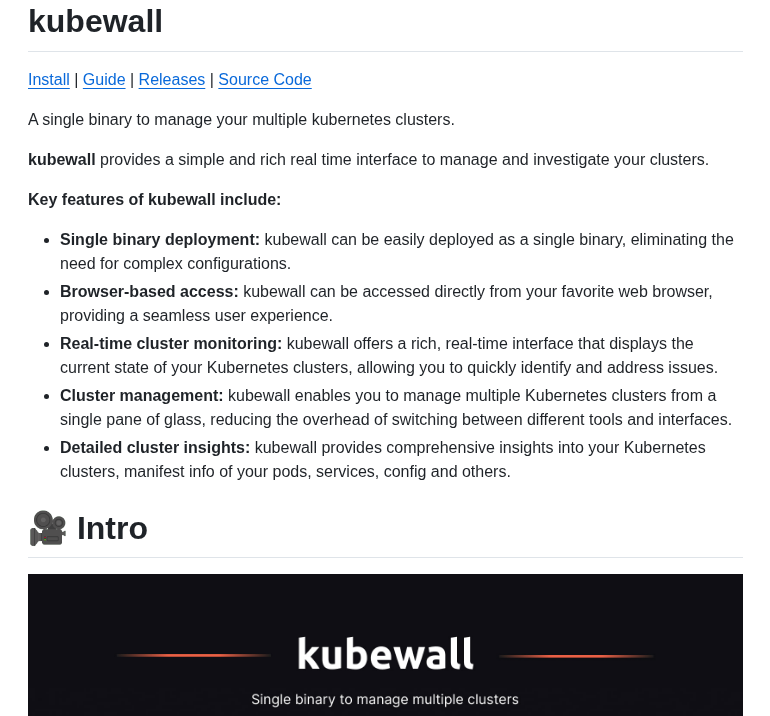 kubewall
Install | Guide | Releases | Source Code
A single binary to manage your multiple kubernetes clusters.
kubewall provides a simple and rich real time interface to manage and investigate your clusters.
Key features of kubewall include:
• Single binary deployment: kubewall can be easily deployed as a single binary, eliminating the
need for complex configurations.
• Browser-based access: kubewall can be accessed directly from your favorite web browser,
providing a seamless user experience.
• Real-time cluster monitoring: kubewall offers a rich, real-time interface that displays the
current state of your Kubernetes clusters, allowing you to quickly identify and address issues.
• Cluster management: kubewall enables you to manage multiple Kubernetes clusters from a
single pane of glass, reducing the overhead of switching between different tools and interfaces.
• Detailed cluster insights: kubewall provides comprehensive insights into your Kubernetes
clusters, manifest info of your pods, services, config and others.
🎥 Intro
kubewall
Single binary to manage multiple clusters